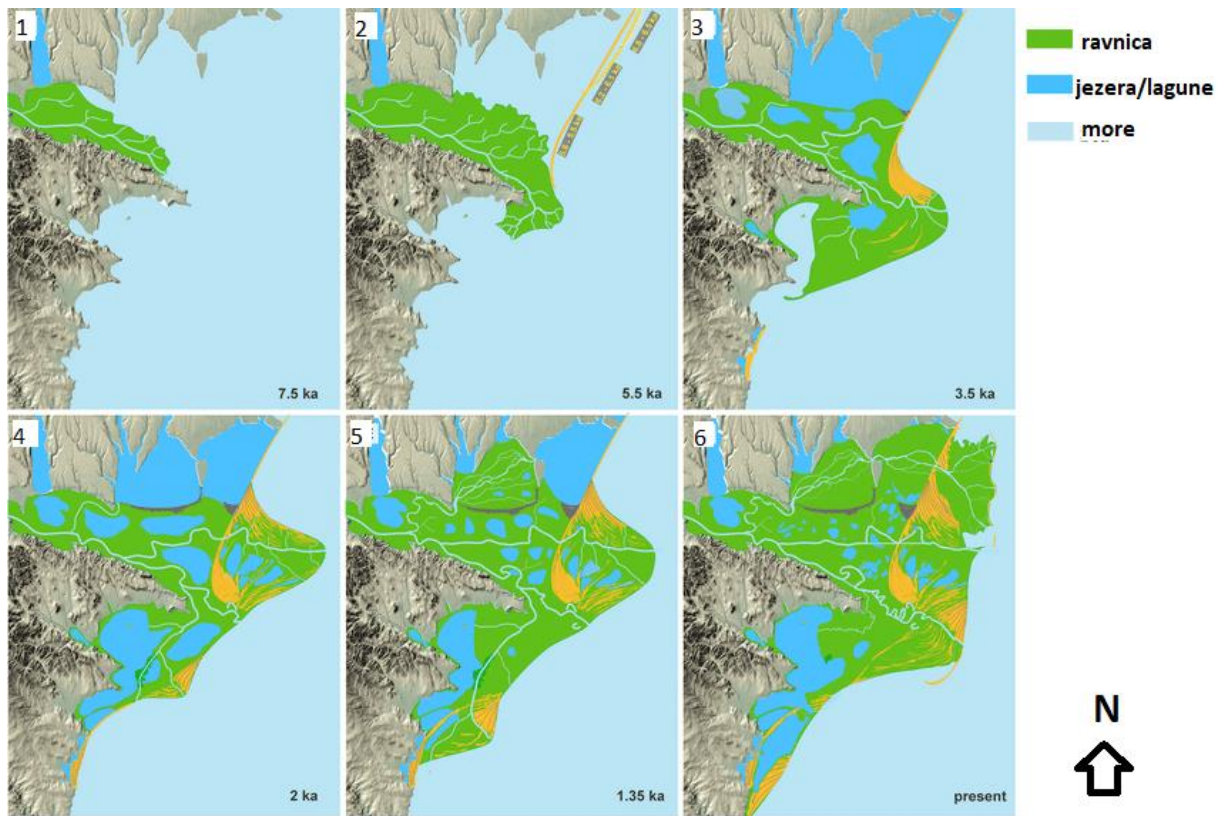 1
7.5 ka
2
5.5 ka
3
3.5 ka
ravnica
jezera/lagune
more
4
2 ka
5
1.35 ka
6
present
N